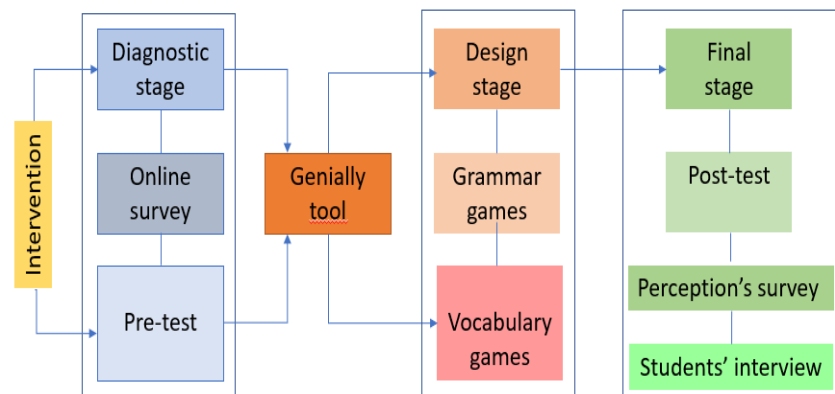 Intervention
Diagnostic
stage
Online
survey
Pre-test
Genially
tool
Design
stage
Grammar
games
Vocabulary
games
Final
stage
Post-test
Perception's survey
Students' interview